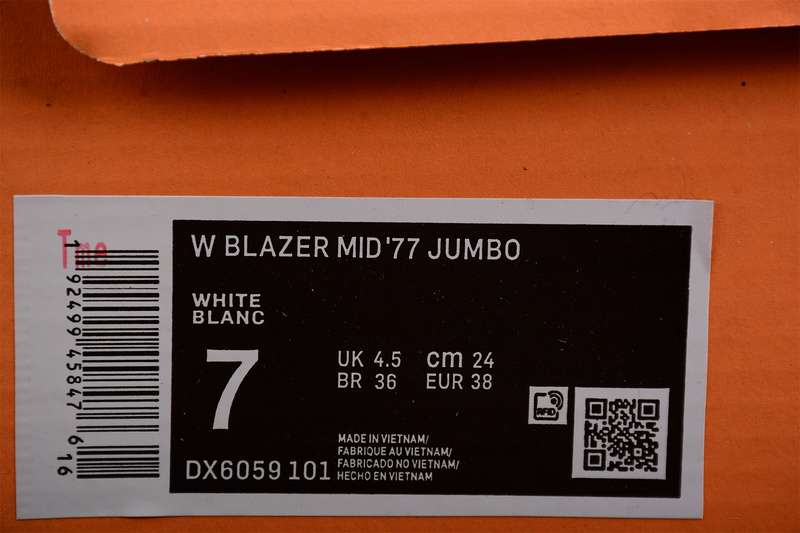 Tme
1 92499 45847 6 16
W BLAZER MID '77 JUMBO
WHITE
BLANC
7
UK 4.5 cm 24
BR 36 EUR 38
RFID
DX6059 101
MADE IN VIETNAM/
FABRIQUE AU VIETNAM/
FABRICADO NO VIETNAM/
HECHO EN VIETNAM